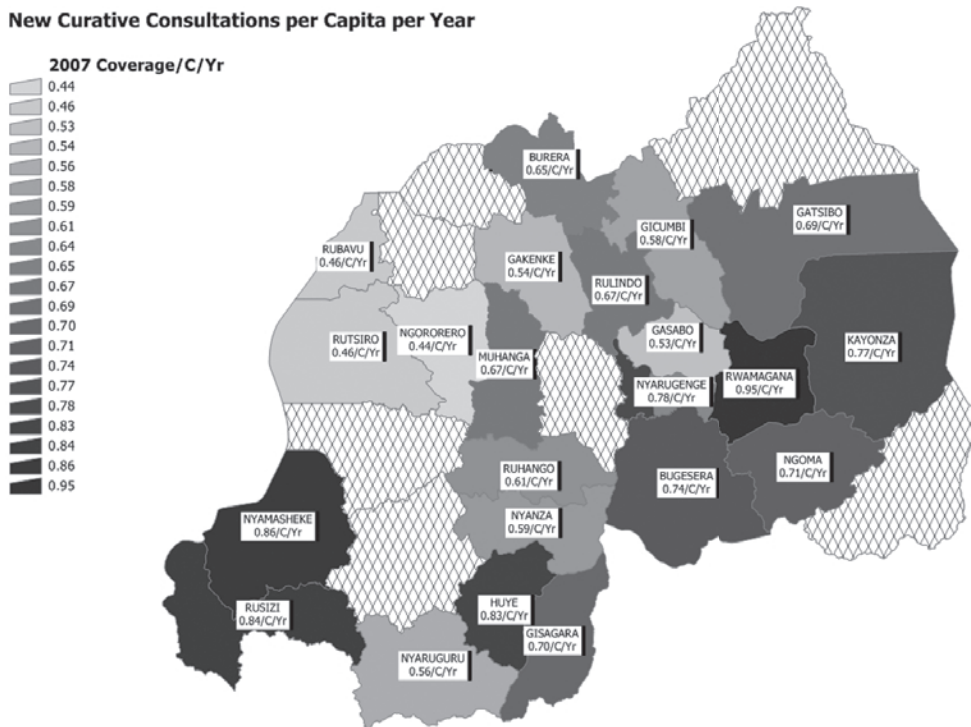 New Curative Consultations per Capita per Year
2007 Coverage/C/Yr
0.44
0.46
0.53
0.54
0.56
0.58
0.59
0.61
0.64
0.65
0.67
0.69
0.70
0.71
0.74
0.77
0.78
0.83
0.84
0.86
0.95
BURERA
0.65/C/Yr
GATSIBO
0.69/C/Yr
GICUMBI
0.58/C/Yr
RUBAVU
0.46/C/Yr
GAKENKE
0.54/C/Yr
RULINDO
0.67/C/Yr
RUTSIRO
0.46/C/Yr
NGORORERO
0.44/C/Yr
GASABO
0.53/C/Yr
KAYONZA
0.77/C/Yr
MUHANGA
0.67/C/Yr
NYARUGENGE
0.78/C/Yr
RWAMAGANA
0.95/C/Yr
RUHANGO
0.61/C/Yr
BUGESERA
0.74/C/Yr
NGOMA
0.71/C/Yr
NYAMASHEKE
0.86/C/Yr
NYANZA
0.59/C/Yr
RUSIZI
0.84/C/Yr
HUYE
0.83/C/Yr
GISAGARA
0.70/C/Yr
NYARUGURU
0.56/C/Yr